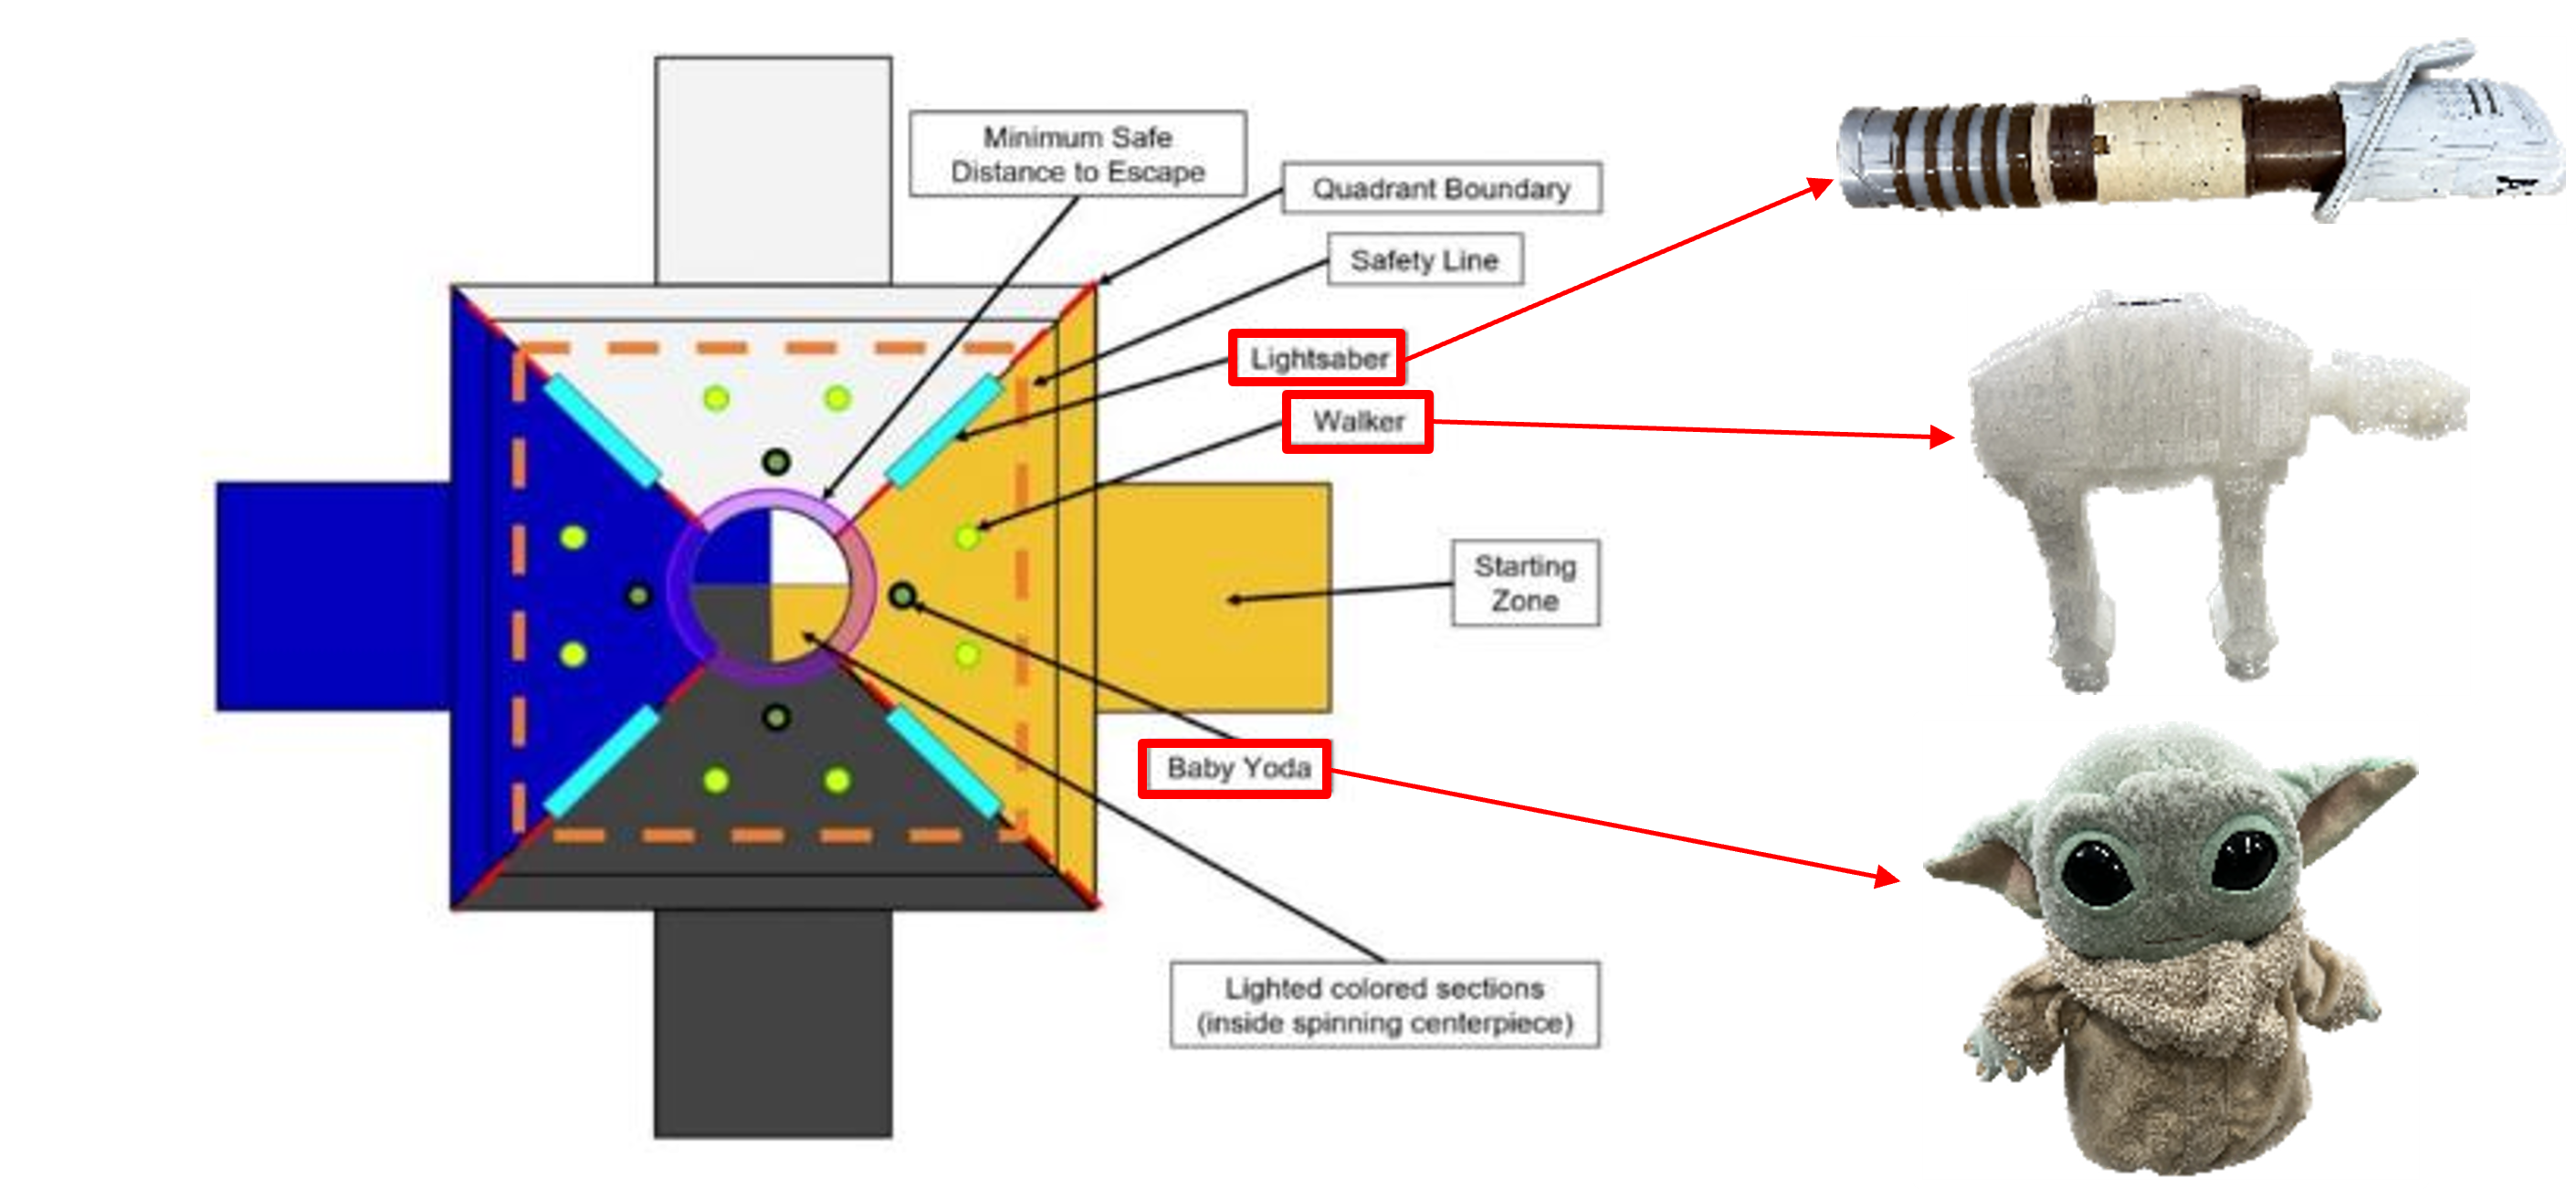 Minimum Safe
Distance to Escape
Quadrant Boundary
Safety Line
Lightsaber
Walker
Starting
Zone
Baby Yoda
Lighted colored sections
(inside spinning centerpiece)